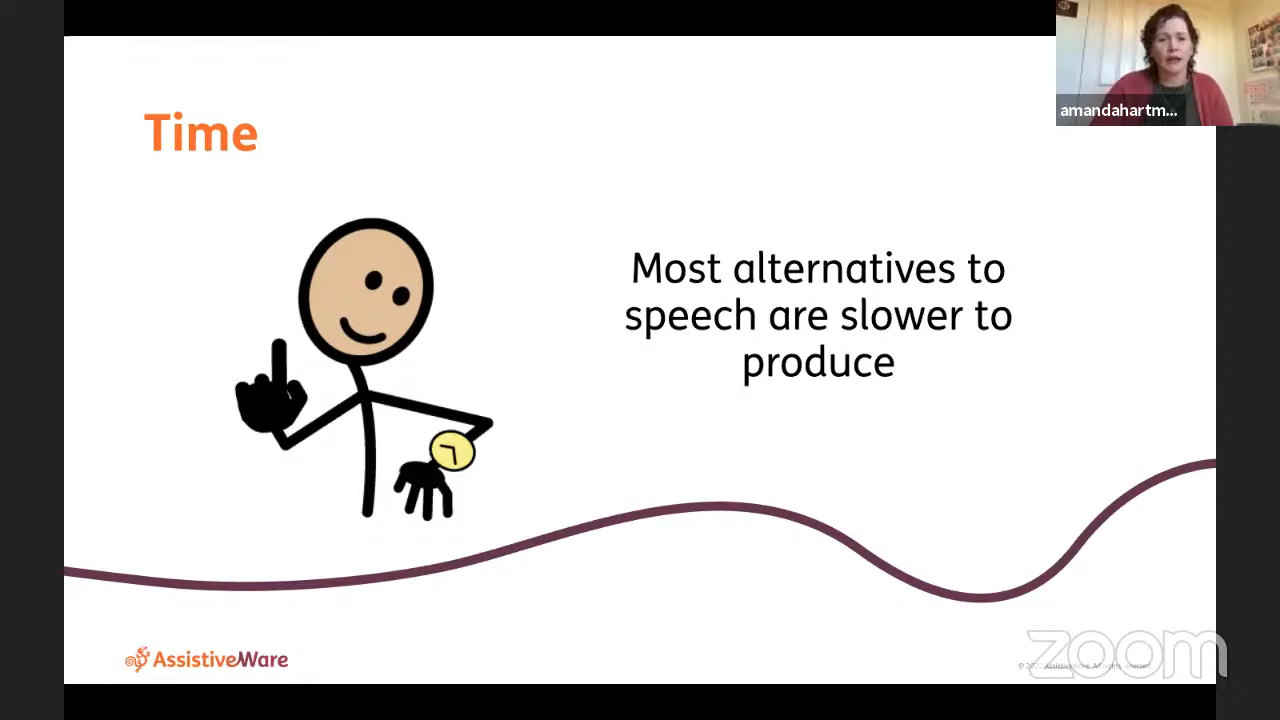 amandahartm...
Time
Most alternatives to
speech are slower to
produce
AssistiveWare
zoom